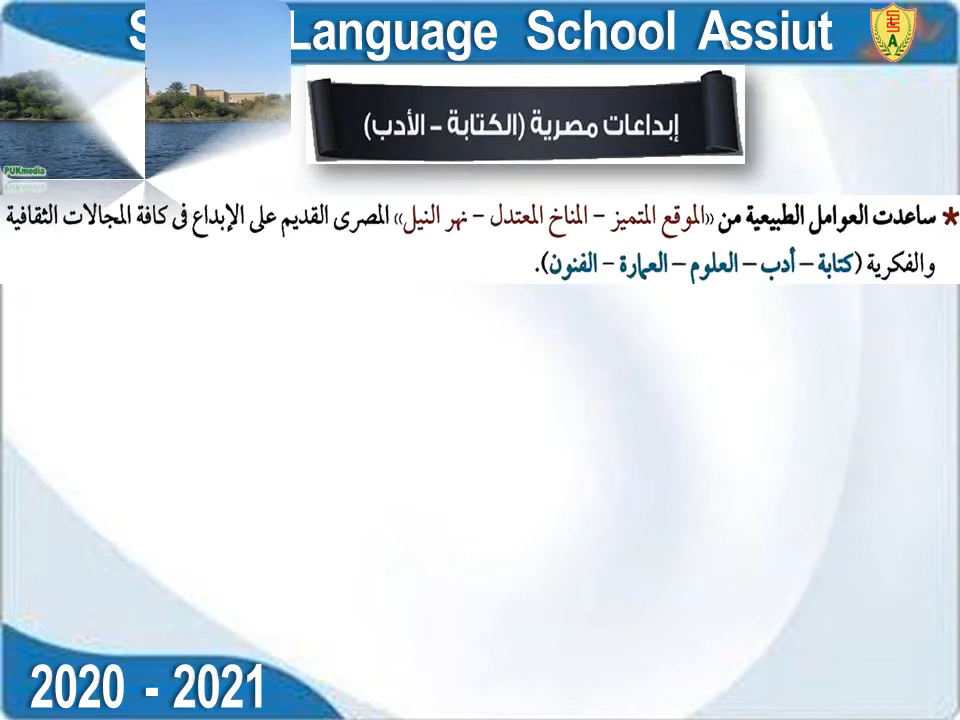 Language School Assiut
إبداعات مصرية (الكتابة – الأدب)
PUKmedia
* ساعدت العوامل الطبيعية من «الموقع المتميز – المناخ المعتدل – نهر النيل» المصرى القديم على الإبداع فى كافة المجالات الثقافية
والفكرية (كتابة – أدب – العلوم – العمارة – الفنون).
2020 - 2021